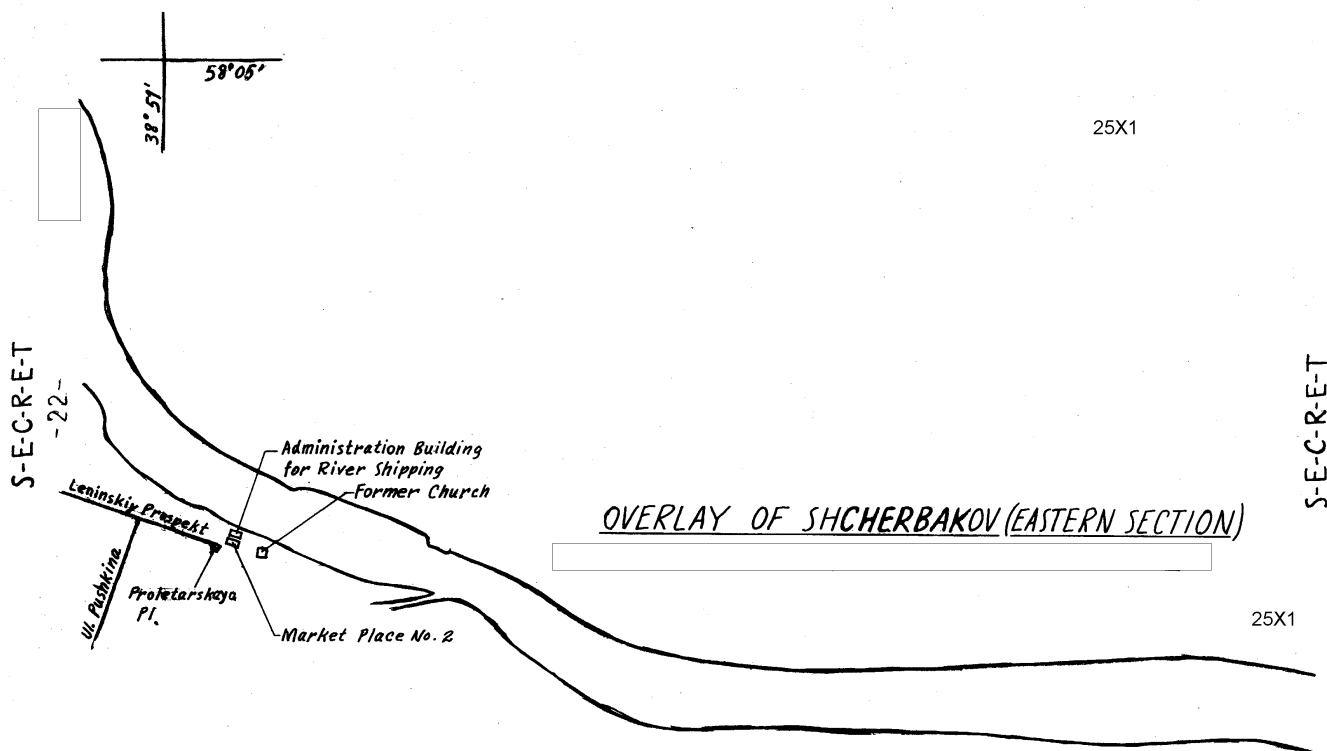 58°05'
38°51'
25X1
S-E-C-R-E-T
-22-
S-E-C-R-E-T
Administration Building
for River Shipping
Former Church
Leninskiy Prospekt
OVERLAY OF SHCHERBAKOV (EASTERN SECTION)
Ul. Pushkina
Proletarskaya
Pl.
Market Place No. 2
25X1